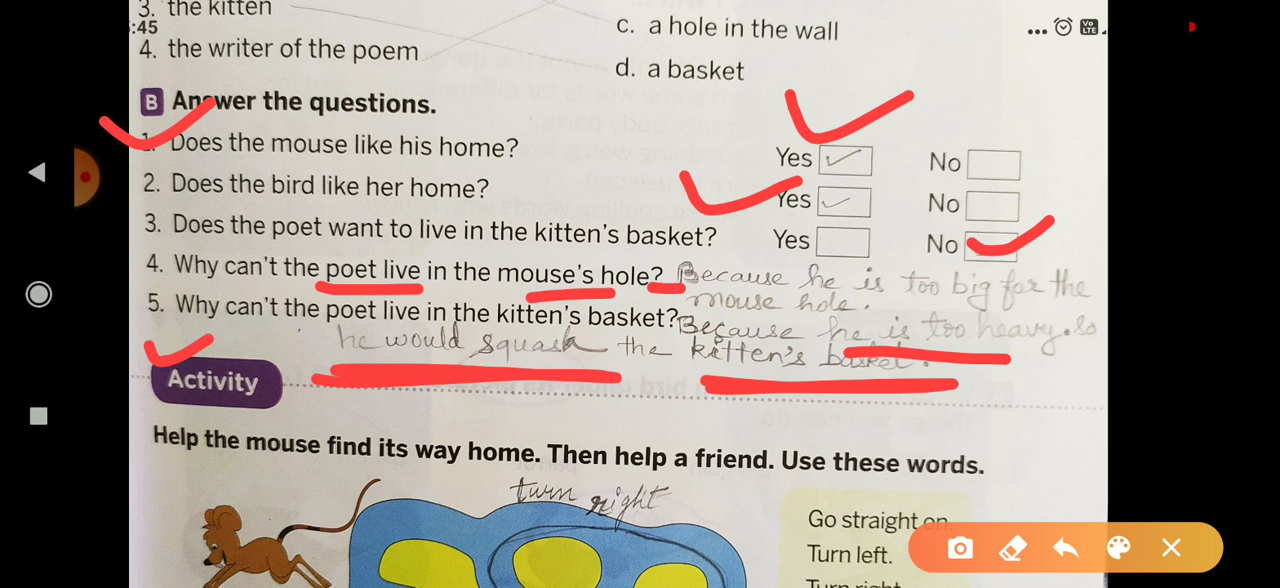 3. the kitten
:45
c. a hole in the wall
4. the writer of the poem
d. a basket
B Answer the questions.
1. Does the mouse like his home? Yes No
2. Does the bird like her home? Yes No
3. Does the poet want to live in the kitten's basket? Yes No
4. Why can't the poet live in the mouse's hole? Because he is too big for the
mouse hole.
5. Why can't the poet live in the kitten's basket? Because he is too heavy. so
he would squash the kitten's basket.
Activity
Help the mouse find its way home. Then help a friend. Use these words.
turn right
Go straight on.
Turn left.
Turn right.